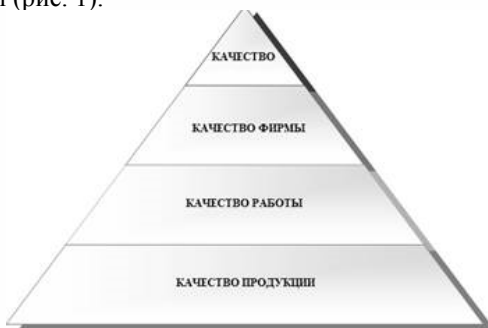 (рис. 1).
КАЧЕСТВО
КАЧЕСТВО ФИРМЫ
КАЧЕСТВО РАБОТЫ
КАЧЕСТВО ПРОДУКЦИИ